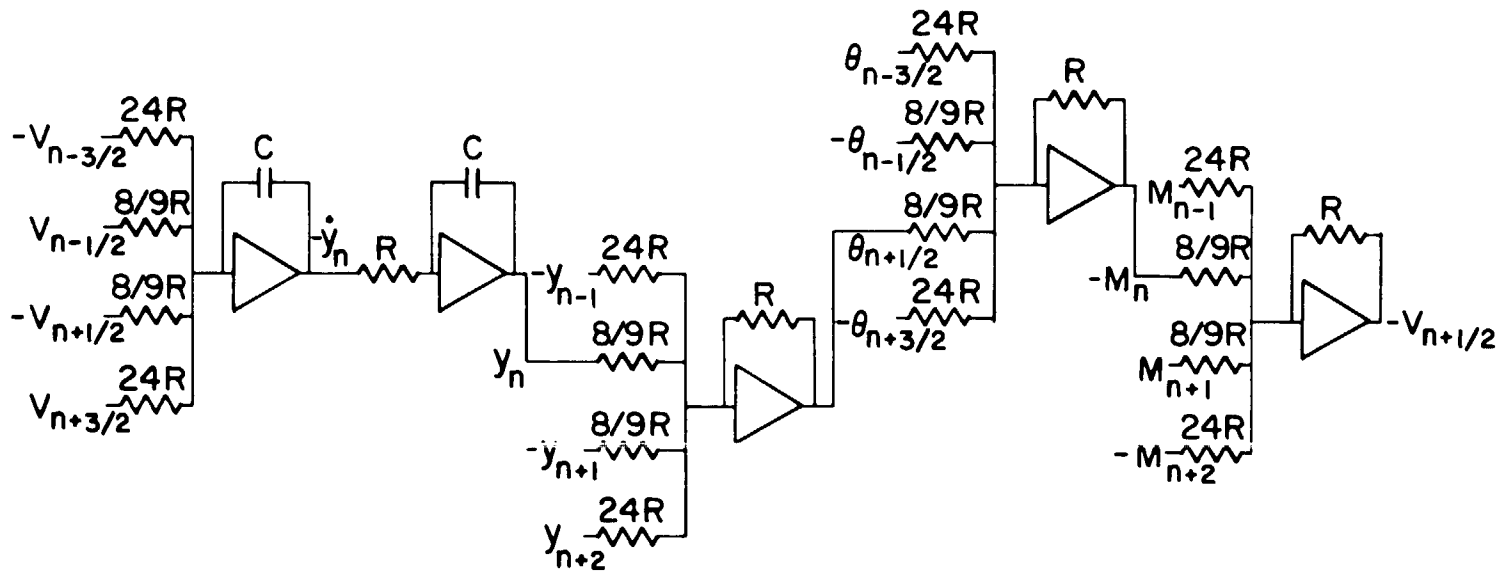 24R
-V_{n-3/2}
8/9R
V_{n-1/2}
8/9R
-V_{n+1/2}
24R
V_{n+3/2}
C
-ẏ_n
R
C
24R
-y_{n-1}
8/9R
y_n
8/9R
-y_{n+1}
24R
y_{n+2}
R
24R
θ_{n-3/2}
8/9R
-θ_{n-1/2}
8/9R
θ_{n+1/2}
24R
-θ_{n+3/2}
R
24R
M_{n-1}
8/9R
-M_n
8/9R
M_{n+1}
24R
-M_{n+2}
R
-V_{n+1/2}